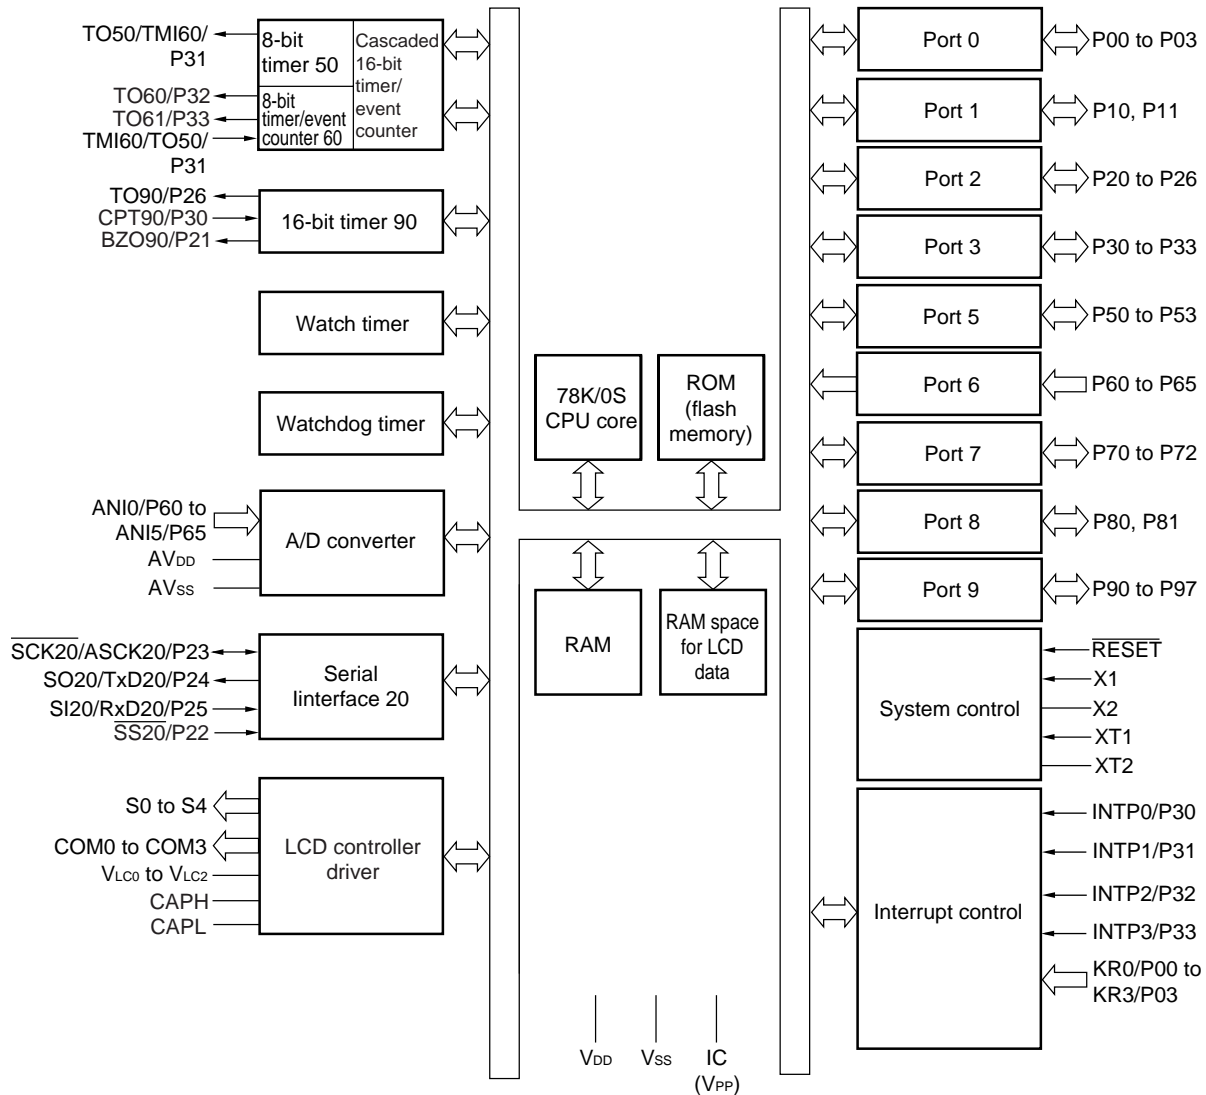 TO50/TMI60/
P31
TO60/P32
TO61/P33
TMI60/TO50/
P31
8-bit
timer 50
8-bit
timer/event
counter 60
Cascaded
16-bit
timer/
event
counter
TO90/P26
CPT90/P30
BZO90/P21
16-bit timer 90
Watch timer
Watchdog timer
ANI0/P60 to
ANI5/P65
AVDD
AVSS
A/D converter
SCK20/ASCK20/P23
SO20/TxD20/P24
SI20/RxD20/P25
SS20/P22
Serial
Iinterface 20
S0 to S4
COM0 to COM3
VLC0 to VLC2
CAPH
CAPL
LCD controller
driver
78K/0S
CPU core
ROM
(flash
memory)
RAM
RAM space
for LCD
data
VDD
VSS
IC
(VPP)
Port 0
P00 to P03
Port 1
P10, P11
Port 2
P20 to P26
Port 3
P30 to P33
Port 5
P50 to P53
Port 6
P60 to P65
Port 7
P70 to P72
Port 8
P80, P81
Port 9
P90 to P97
System control
RESET
X1
X2
XT1
XT2
Interrupt control
INTP0/P30
INTP1/P31
INTP2/P32
INTP3/P33
KR0/P00 to
KR3/P03